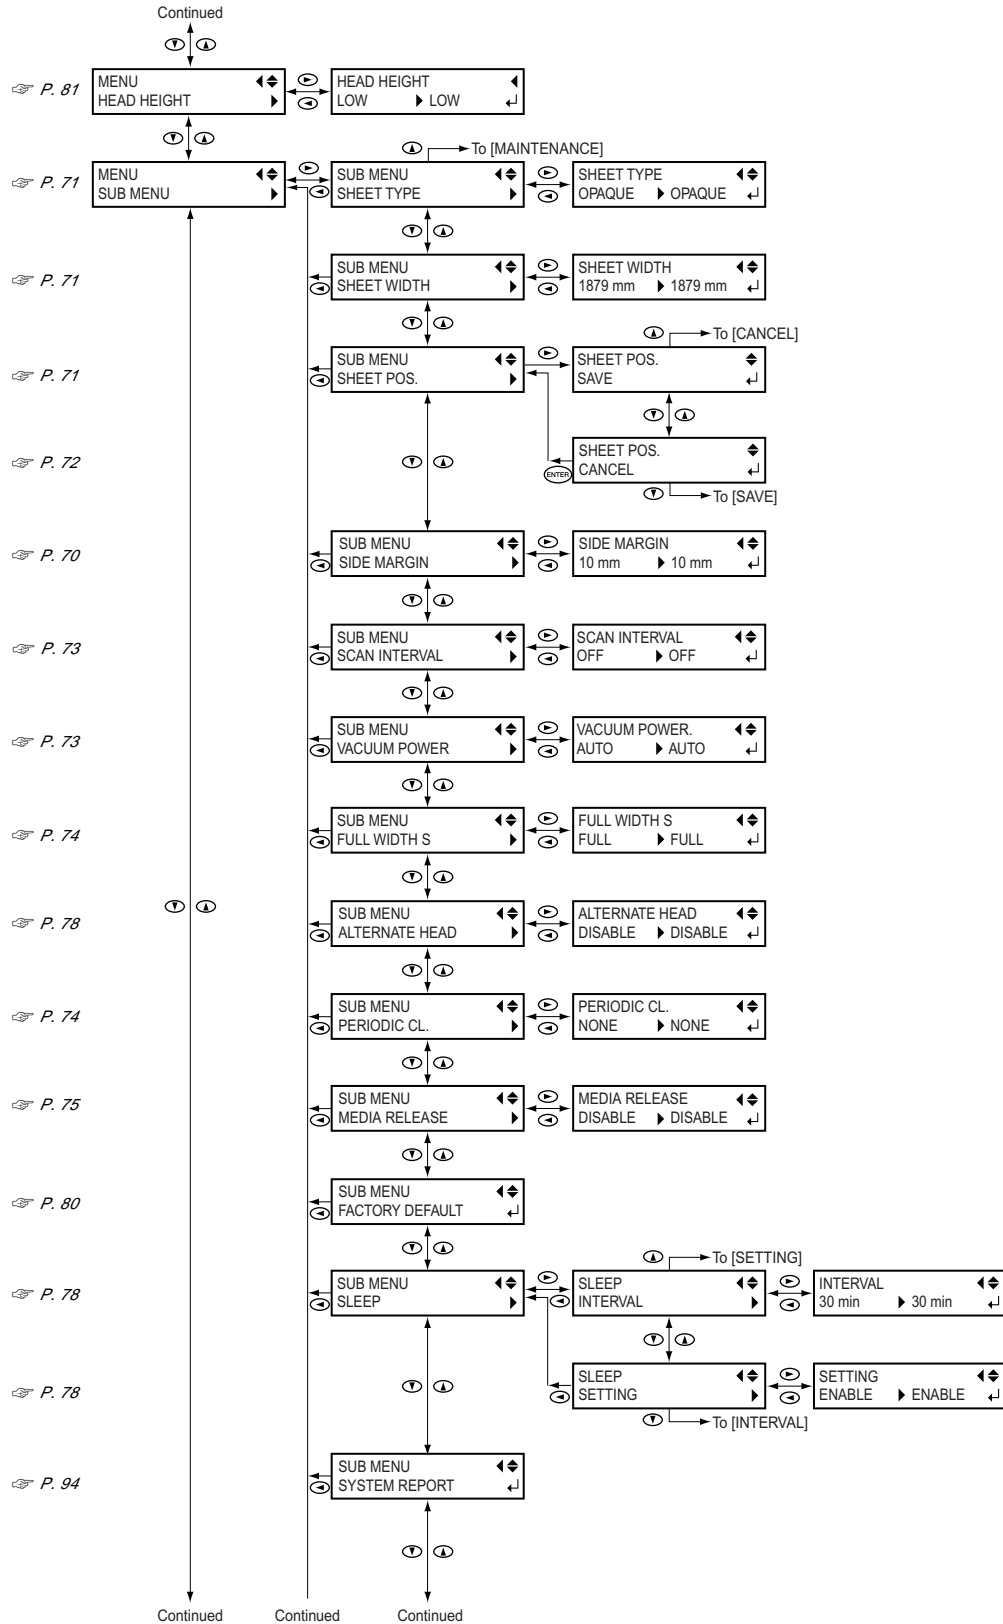 Continued
P. 81
MENU
HEAD HEIGHT
HEAD HEIGHT
LOW LOW
To [MAINTENANCE]
P. 71
MENU
SUB MENU
SUB MENU
SHEET TYPE
SHEET TYPE
OPAQUE OPAQUE
P. 71
SUB MENU
SHEET WIDTH
SHEET WIDTH
1879 mm 1879 mm
To [CANCEL]
P. 71
SUB MENU
SHEET POS.
SHEET POS.
SAVE
P. 72
SHEET POS.
CANCEL
ENTER
To [SAVE]
P. 70
SUB MENU
SIDE MARGIN
SIDE MARGIN
10 mm 10 mm
P. 73
SUB MENU
SCAN INTERVAL
SCAN INTERVAL
OFF OFF
P. 73
SUB MENU
VACUUM POWER
VACUUM POWER.
AUTO AUTO
P. 74
SUB MENU
FULL WIDTH S
FULL WIDTH S
FULL FULL
P. 78
SUB MENU
ALTERNATE HEAD
ALTERNATE HEAD
DISABLE DISABLE
P. 74
SUB MENU
PERIODIC CL.
PERIODIC CL.
NONE NONE
P. 75
SUB MENU
MEDIA RELEASE
MEDIA RELEASE
DISABLE DISABLE
P. 80
SUB MENU
FACTORY DEFAULT
To [SETTING]
P. 78
SUB MENU
SLEEP
SLEEP
INTERVAL
INTERVAL
30 min 30 min
P. 78
SLEEP
SETTING
SETTING
ENABLE ENABLE
To [INTERVAL]
P. 94
SUB MENU
SYSTEM REPORT
Continued Continued Continued